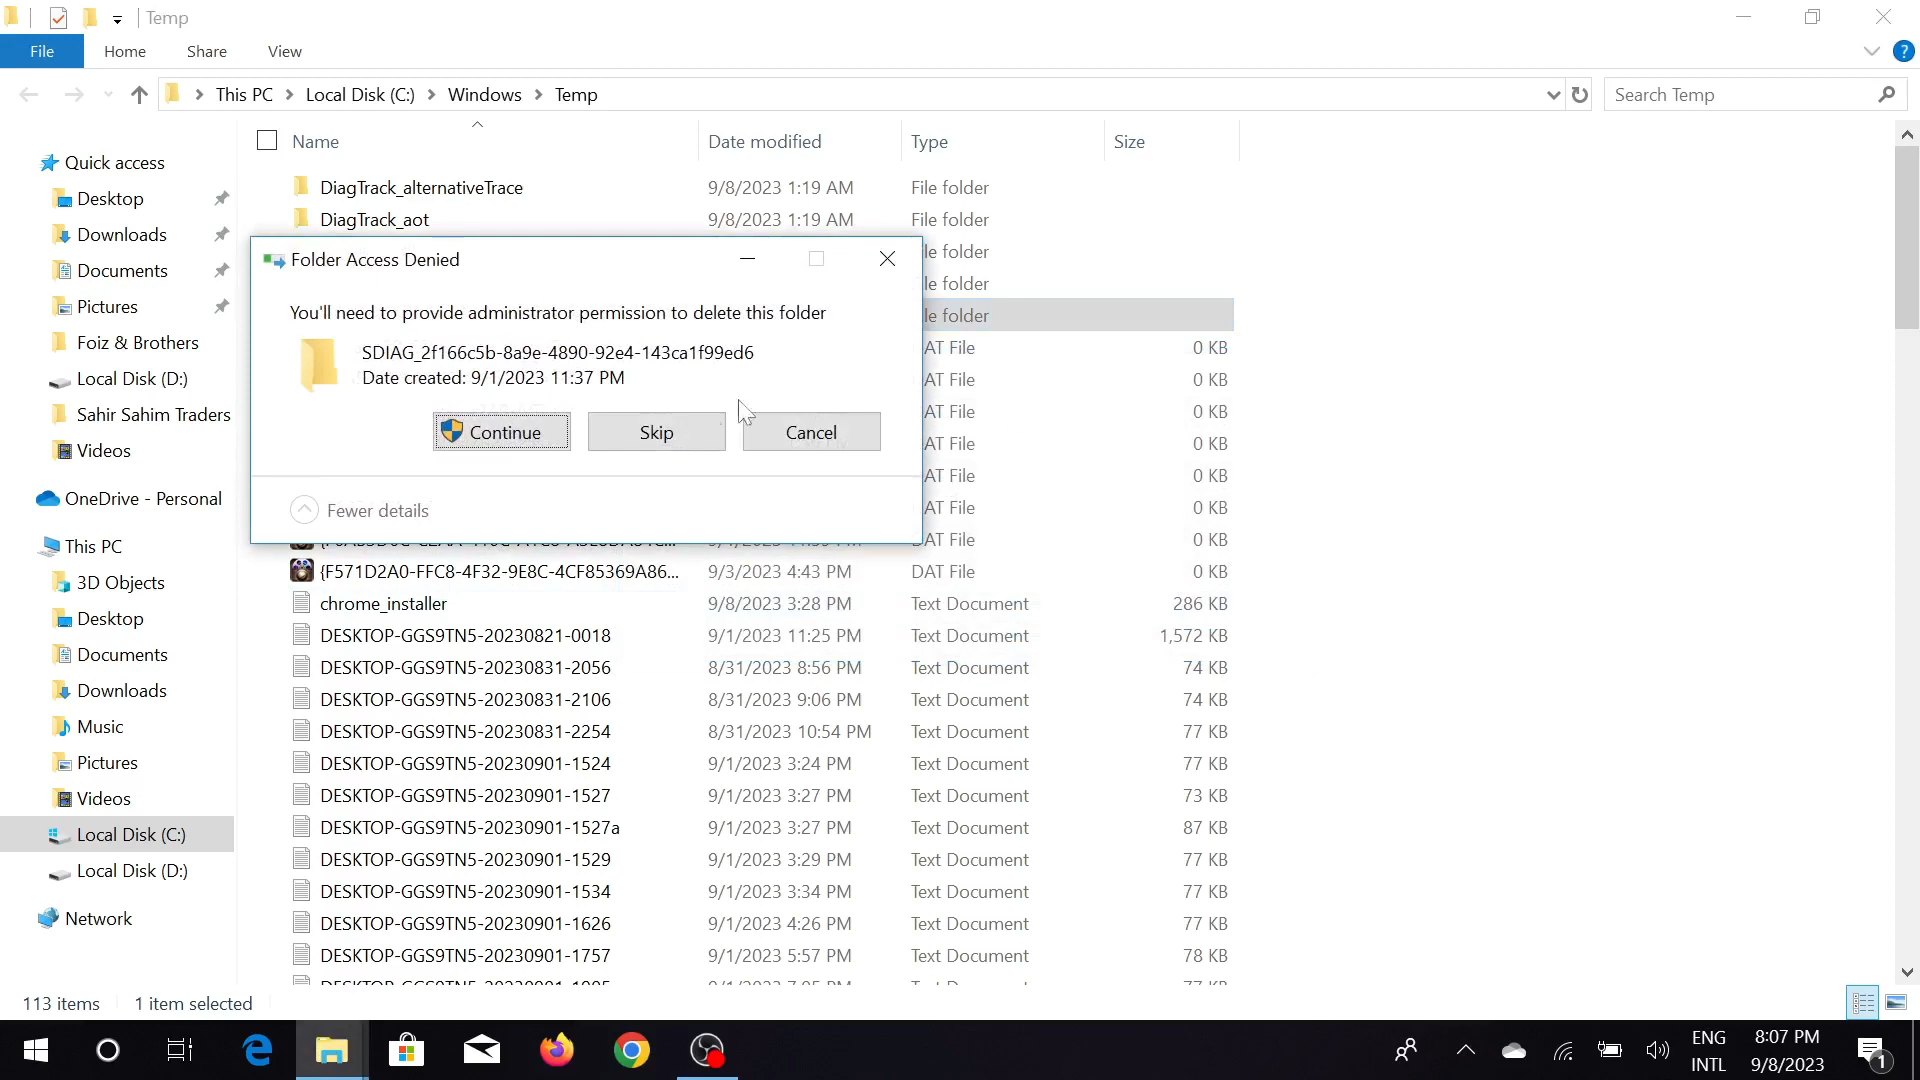 Temp
File
Home
Share
View
This PC
Local Disk (C:)
Windows
Temp
Search Temp
Name
Date modified
Type
Size
Quick access
Desktop
Downloads
Documents
Pictures
Foiz & Brothers
Local Disk (D:)
Sahir Sahim Traders
Videos
OneDrive - Personal
This PC
3D Objects
Desktop
Documents
Downloads
Music
Pictures
Videos
Local Disk (C:)
Local Disk (D:)
Network
DiagTrack_alternativeTrace 9/8/2023 1:19 AM File folder
DiagTrack_aot 9/8/2023 1:19 AM File folder
ile folder
ile folder
ile folder
AT File 0 KB
AT File 0 KB
AT File 0 KB
AT File 0 KB
AT File 0 KB
AT File 0 KB
AT File 0 KB
Folder Access Denied
You'll need to provide administrator permission to delete this folder
SDIAG_2f166c5b-8a9e-4890-92e4-143ca1f99ed6
Date created: 9/1/2023 11:37 PM
Continue
Skip
Cancel
Fewer details
{F571D2A0-FFC8-4F32-9E8C-4CF85369A86... 9/3/2023 4:43 PM DAT File 0 KB
chrome_installer 9/8/2023 3:28 PM Text Document 286 KB
DESKTOP-GGS9TN5-20230821-0018 9/1/2023 11:25 PM Text Document 1,572 KB
DESKTOP-GGS9TN5-20230831-2056 8/31/2023 8:56 PM Text Document 74 KB
DESKTOP-GGS9TN5-20230831-2106 8/31/2023 9:06 PM Text Document 74 KB
DESKTOP-GGS9TN5-20230831-2254 8/31/2023 10:54 PM Text Document 77 KB
DESKTOP-GGS9TN5-20230901-1524 9/1/2023 3:24 PM Text Document 77 KB
DESKTOP-GGS9TN5-20230901-1527 9/1/2023 3:27 PM Text Document 73 KB
DESKTOP-GGS9TN5-20230901-1527a 9/1/2023 3:27 PM Text Document 87 KB
DESKTOP-GGS9TN5-20230901-1529 9/1/2023 3:29 PM Text Document 77 KB
DESKTOP-GGS9TN5-20230901-1534 9/1/2023 3:34 PM Text Document 77 KB
DESKTOP-GGS9TN5-20230901-1626 9/1/2023 4:26 PM Text Document 77 KB
DESKTOP-GGS9TN5-20230901-1757 9/1/2023 5:57 PM Text Document 78 KB
113 items
1 item selected
ENG
INTL
8:07 PM
9/8/2023
1